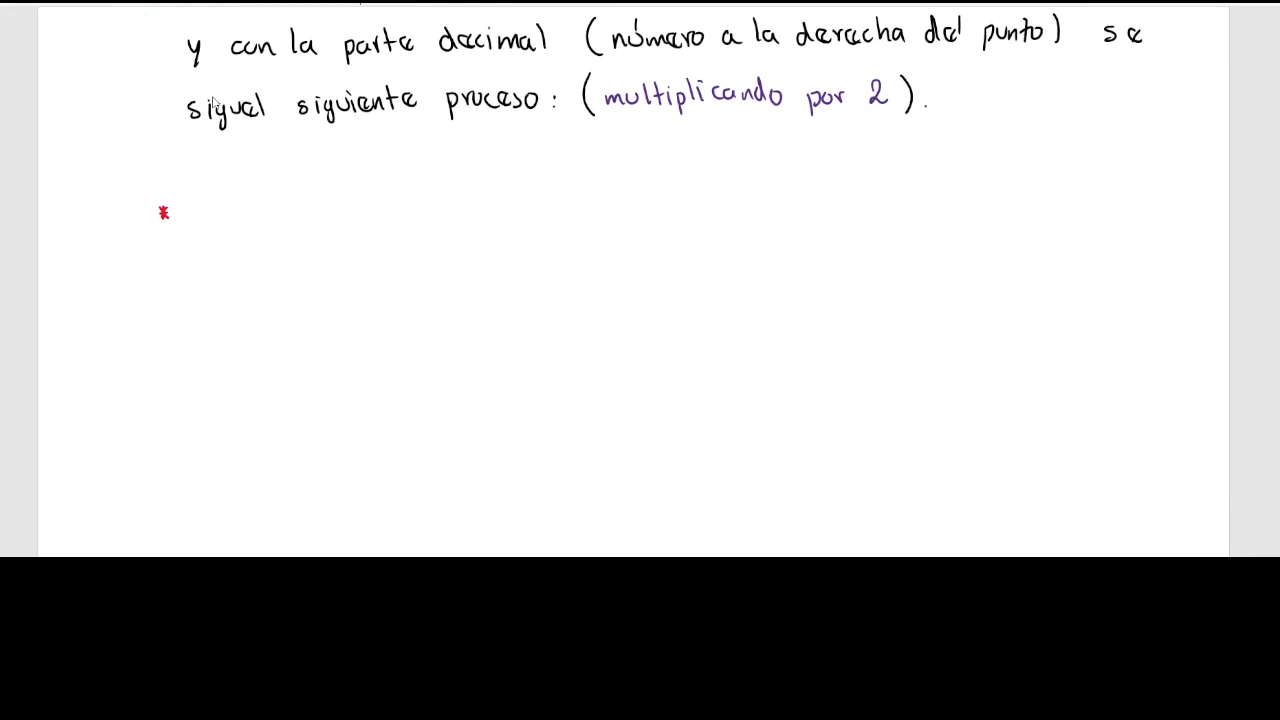 y con la parte decimal (número a la derecha del punto) se
sigue el siguiente proceso: (multiplicando por 2).
*